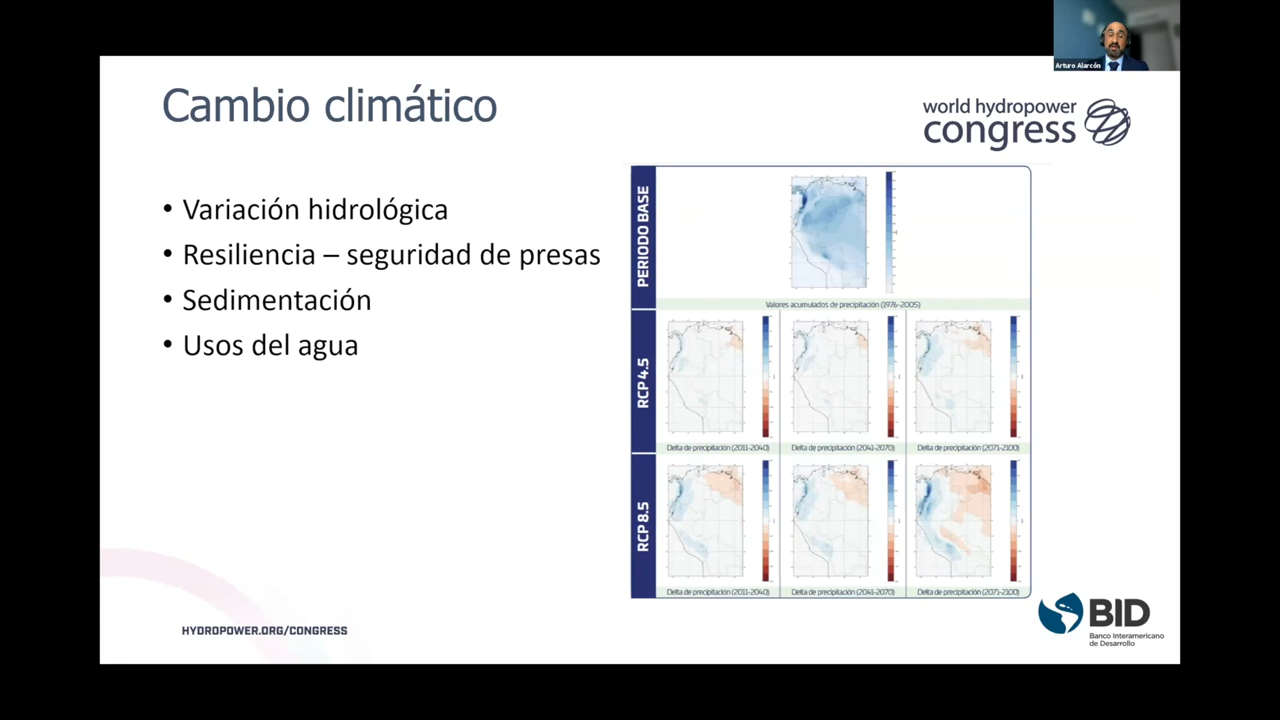 Arturo Alarcón
Cambio climático
world hydropower
congress
• Variación hidrológica
• Resiliencia – seguridad de presas
• Sedimentación
• Usos del agua
PERIODO BASE
Valores acumulados de precipitación (1976-2005)
RCP 4.5
Delta de precipitación (2011-2040)
Delta de precipitación (2041-2070)
Delta de precipitación (2071-2100)
RCP 8.5
Delta de precipitación (2011-2040)
Delta de precipitación (2041-2070)
Delta de precipitación (2071-2100)
HYDROPOWER.ORG/CONGRESS
BID
Banco Interamericano
de Desarrollo